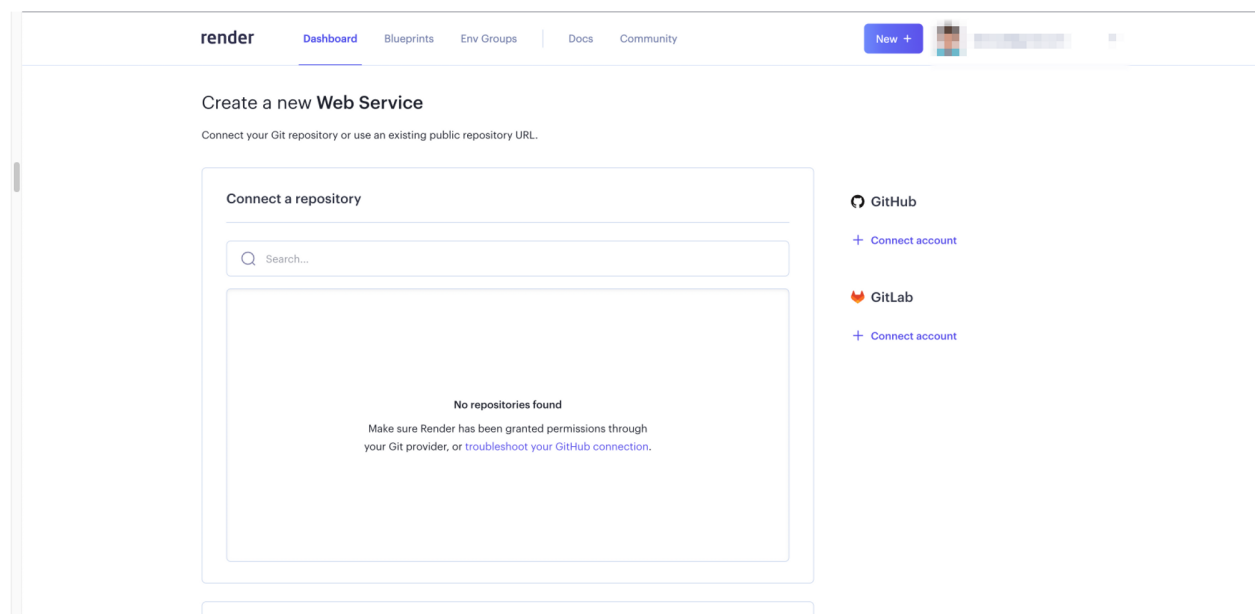 render Dashboard Blueprints Env Groups Docs Community New +
Create a new Web Service
Connect your Git repository or use an existing public repository URL.
Connect a repository
Search...
No repositories found
Make sure Render has been granted permissions through
your Git provider, or troubleshoot your GitHub connection.
GitHub
+ Connect account
GitLab
+ Connect account